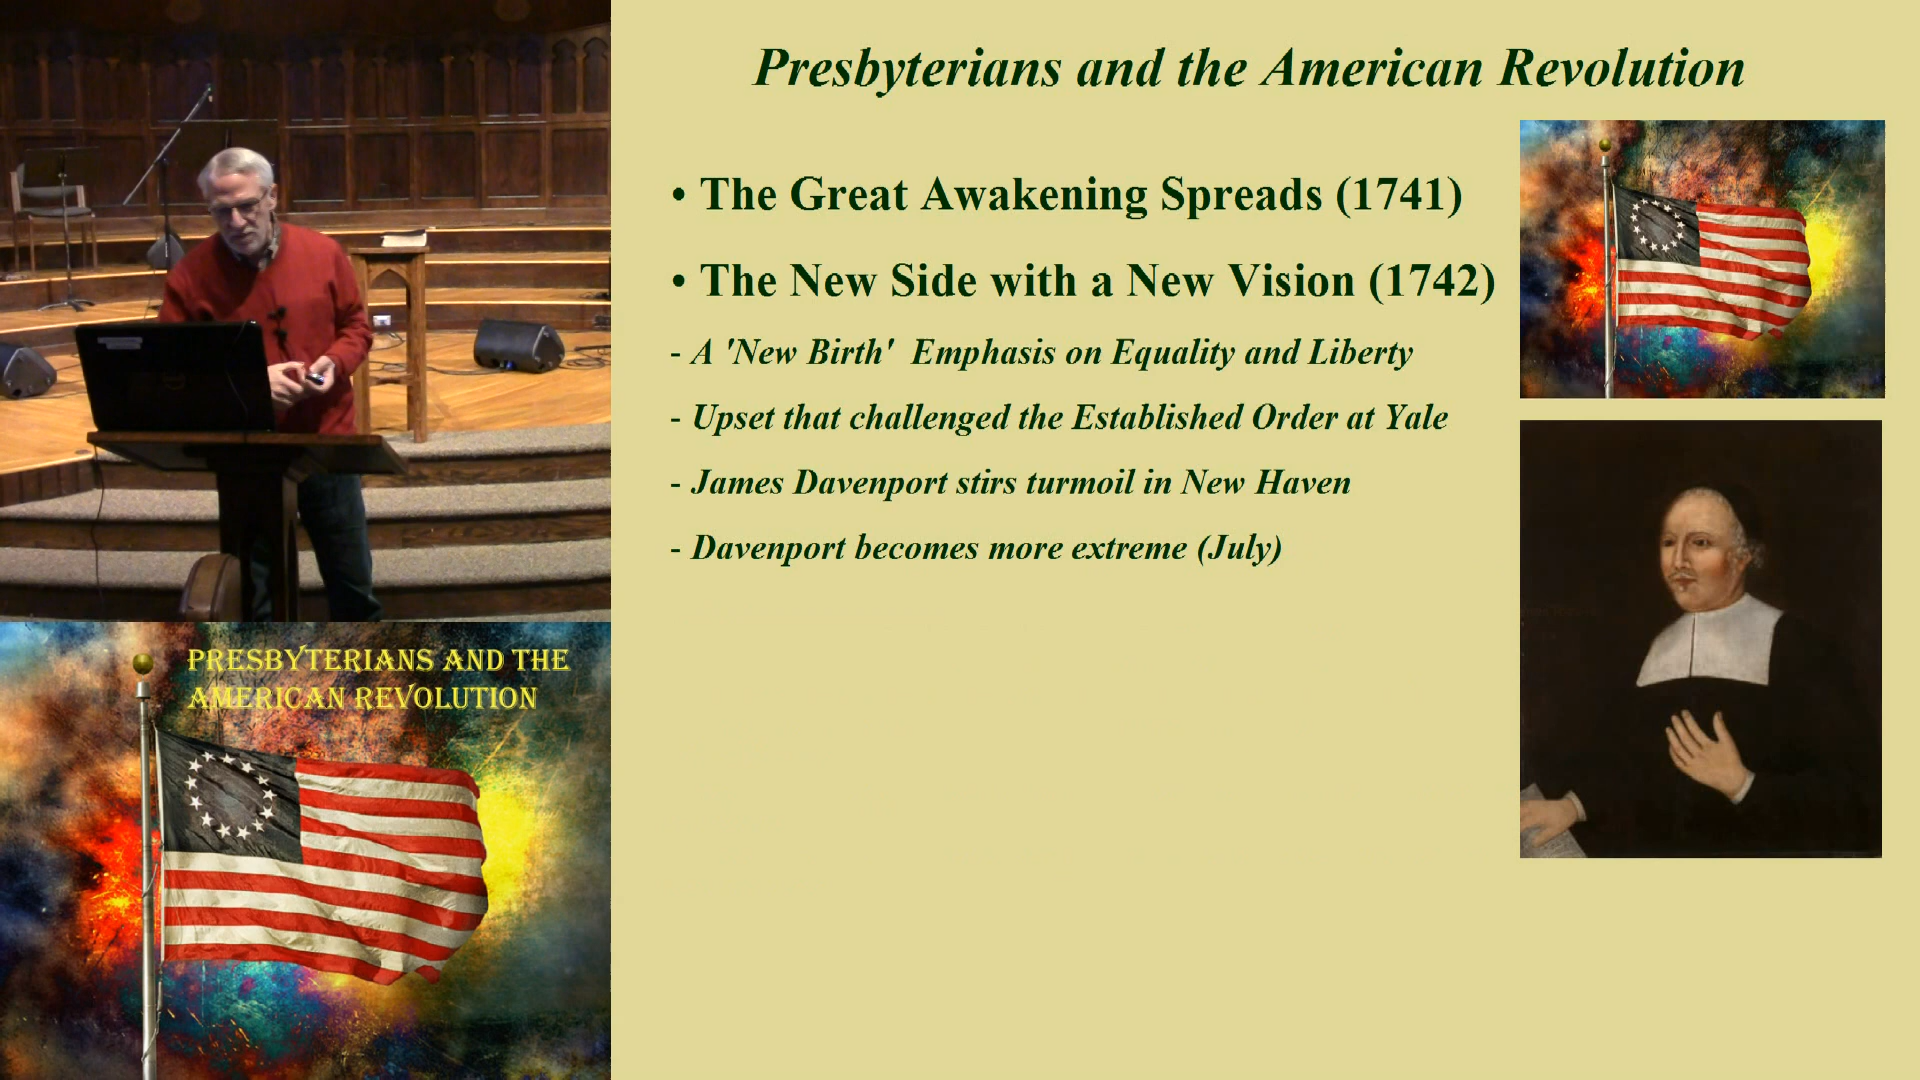 Presbyterians and the American Revolution
• The Great Awakening Spreads (1741)
• The New Side with a New Vision (1742)
- A 'New Birth' Emphasis on Equality and Liberty
- Upset that challenged the Established Order at Yale
- James Davenport stirs turmoil in New Haven
- Davenport becomes more extreme (July)
PRESBYTERIANS AND THE
AMERICAN REVOLUTION